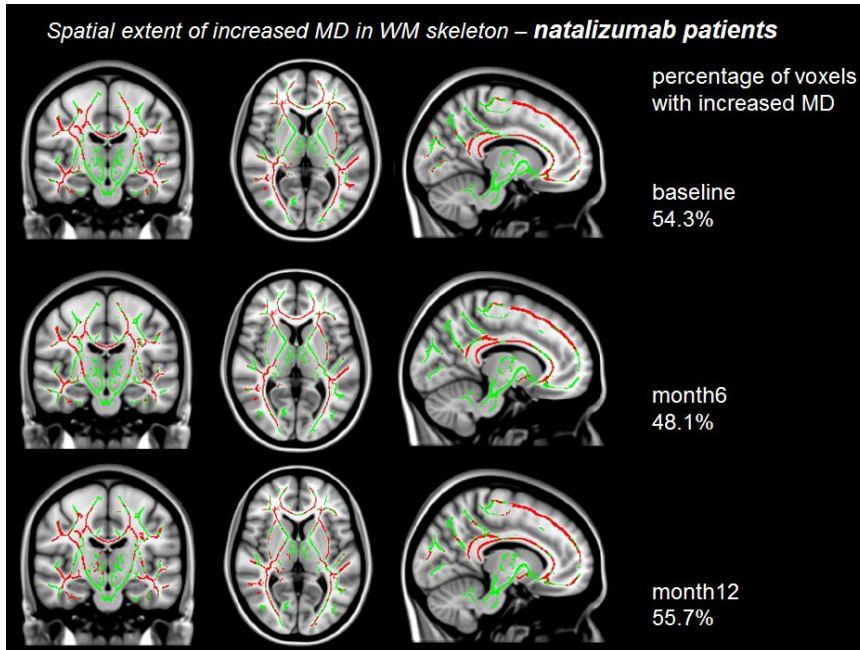 Spatial extent of increased MD in WM skeleton – natalizumab patients
percentage of voxels
with increased MD
baseline
54.3%
month6
48.1%
month12
55.7%